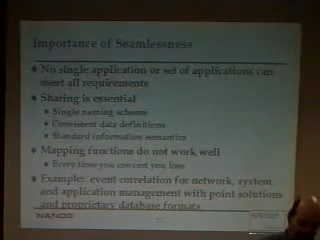 Importance of Seamlessness
No single application or set of applications can
meet all requirements
Sharing is essential
Single naming scheme
Consistent data definitions
Standard information semantics
Mapping functions do not work well
Every time you convert you lose
Example: event correlation for network, system
and application management with point solutions
and proprietary database formats